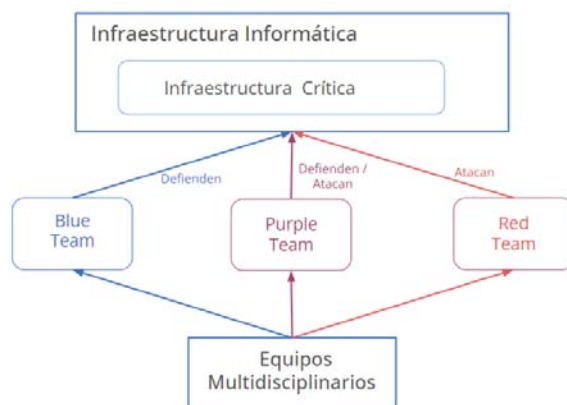 Infraestructura Informática
Infraestructura Crítica
Defienden
Defienden /
Atacan
Atacan
Blue
Team
Purple
Team
Red
Team
Equipos
Multidisciplinarios